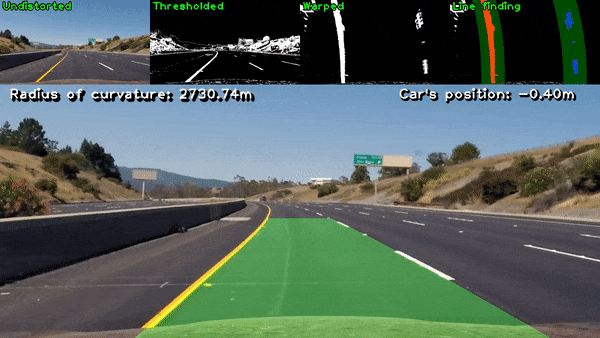 Undistorted
Thresholded
Warped
Line finding
Radius of curvature: 2730.74m
Car's position: -0.40m